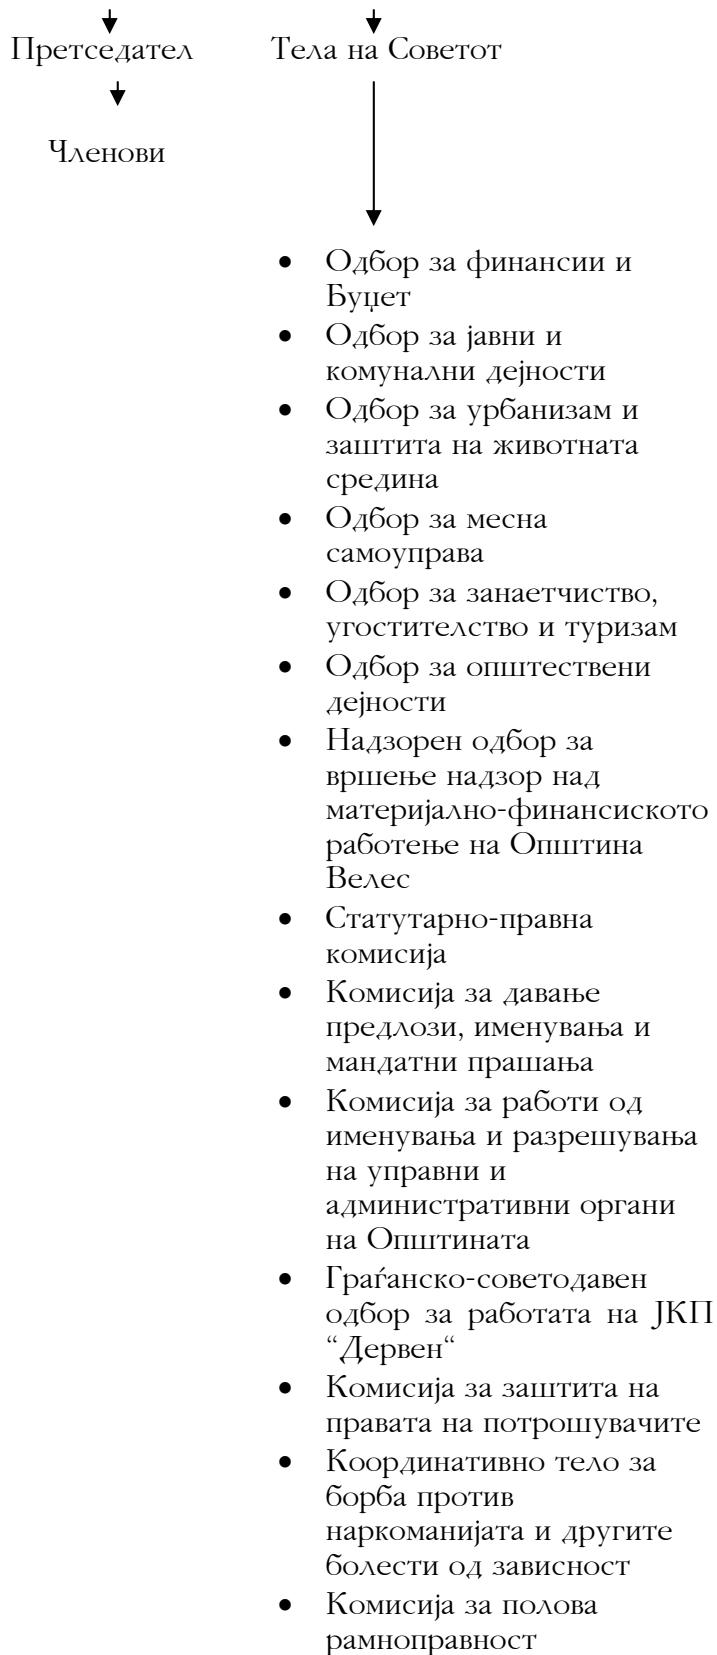 Претседател Тела на Советот
Членови
• Одбор за финансии и
Буџет
• Одбор за јавни и
комунални дејности
• Одбор за урбанизам и
заштита на животната
средина
• Одбор за месна
самоуправа
• Одбор за занаетчиство,
угостителство и туризам
• Одбор за општествени
дејности
• Надзорен одбор за
вршење надзор над
материјално-финансиското
работење на Општина
Велес
• Статутарно-правна
комисија
• Комисија за давање
предлози, именувања и
мандатни прашања
• Комисија за работи од
именувања и разрешувања
на управни и
административни органи
на Општината
• Граѓанско-советодавен
одбор за работата на ЈКП
“Дервен“
• Комисија за заштита на
правата на потрошувачите
• Координативно тело за
борба против
наркоманијата и другите
болести од зависност
• Комисија за полова
рамноправност